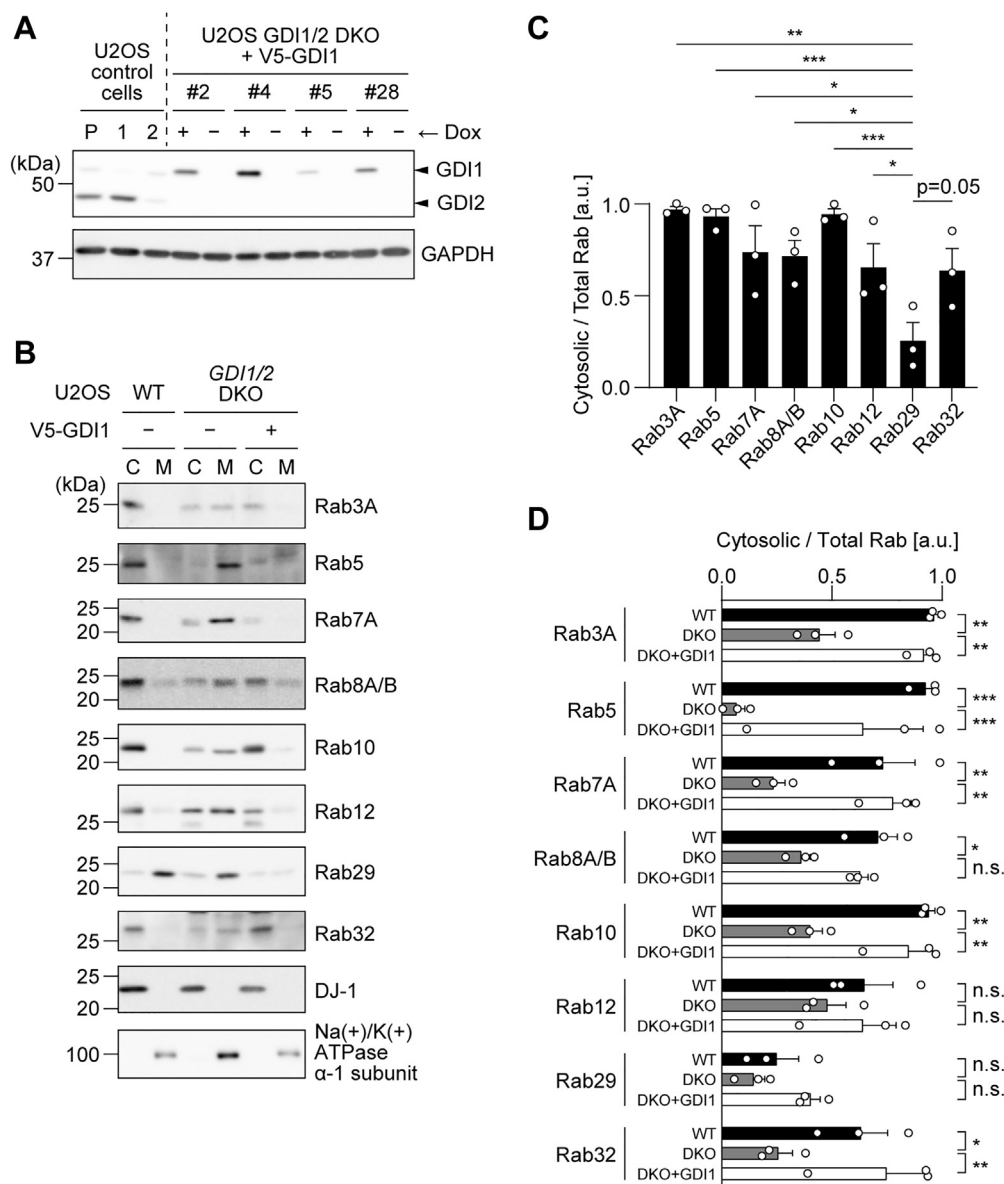 A
U2OS
control
cells
U2OS GDI1/2 DKO
+ V5-GDI1
#2 #4 #5 #28
P 1 2 + − + − + − + − ← Dox
(kDa)
50
GDI1
GDI2
37
GAPDH
B
U2OS WT GDI1/2
DKO
V5-GDI1 − − +
C M C M C M
(kDa)
25 Rab3A
25 Rab5
25
20
Rab7A
25
20
Rab8A/B
25
20
Rab10
25 Rab12
25
20
Rab29
25 Rab32
25
20
DJ-1
100
Na(+)/K(+)
ATPase
α-1 subunit
C
**
***
*
*
***
*
p=0.05
Cytosolic / Total Rab [a.u.]
1.0
0.5
0.0
Rab3A Rab5 Rab7A Rab8A/B Rab10 Rab12 Rab29 Rab32
D
Cytosolic / Total Rab [a.u.]
0.0 0.5 1.0
Rab3A
WT
DKO
DKO+GDI1
**
**
Rab5
WT
DKO
DKO+GDI1
***
***
Rab7A
WT
DKO
DKO+GDI1
**
**
Rab8A/B
WT
DKO
DKO+GDI1
*
n.s.
Rab10
WT
DKO
DKO+GDI1
**
**
Rab12
WT
DKO
DKO+GDI1
n.s.
n.s.
Rab29
WT
DKO
DKO+GDI1
n.s.
n.s.
Rab32
WT
DKO
DKO+GDI1
*
**